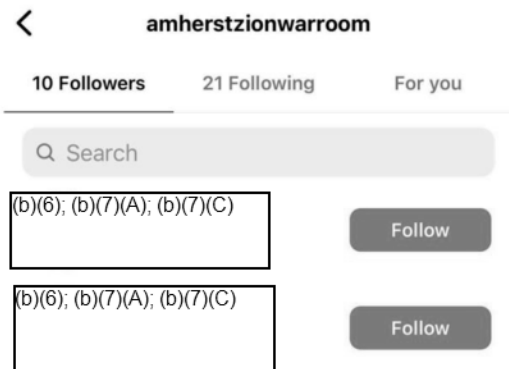 amherstzionwarroom
10 Followers 21 Following For you
Search
(b)(6); (b)(7)(A); (b)(7)(C)
Follow
(b)(6); (b)(7)(A); (b)(7)(C)
Follow